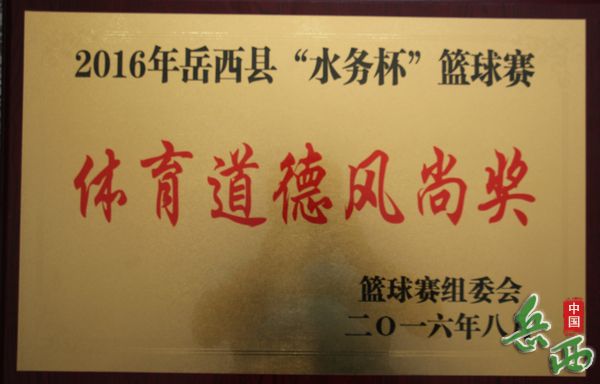 2016年岳西县“水务杯”篮球赛
体育道德风尚奖
篮球赛组委会
二〇一六年八
中国
岳西